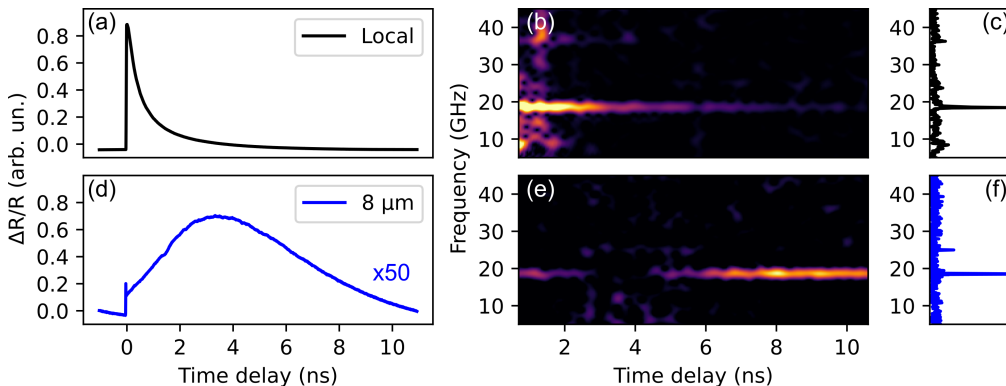 (a)
Local
0.8
0.6
0.4
0.2
0.0
ΔR/R (arb. un.)
(b)
40
30
20
10
Frequency (GHz)
(c)
40
30
20
10
(d)
8 μm
x50
0.8
0.6
0.4
0.2
0.0
0 2 4 6 8 10
Time delay (ns)
(e)
40
30
20
10
2 4 6 8 10
Time delay (ns)
(f)
40
30
20
10